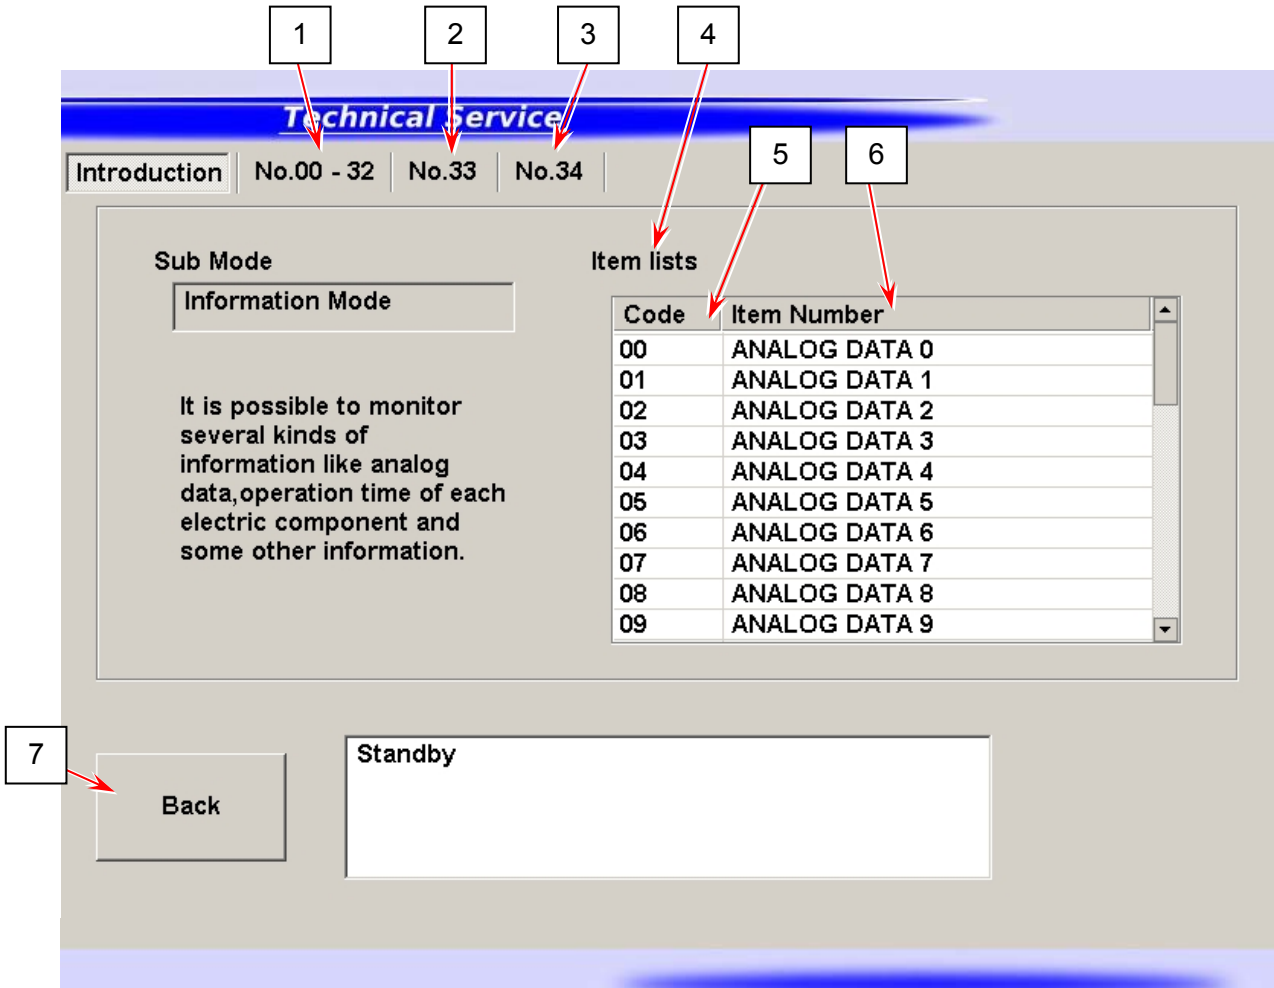 1 2 3 4
Technical Service
5 6
Introduction No.00 - 32 No.33 No.34
Sub Mode
Information Mode
It is possible to monitor
several kinds of
information like analog
data,operation time of each
electric component and
some other information.
Item lists
Code Item Number
00 ANALOG DATA 0
01 ANALOG DATA 1
02 ANALOG DATA 2
03 ANALOG DATA 3
04 ANALOG DATA 4
05 ANALOG DATA 5
06 ANALOG DATA 6
07 ANALOG DATA 7
08 ANALOG DATA 8
09 ANALOG DATA 9
7
Back
Standby